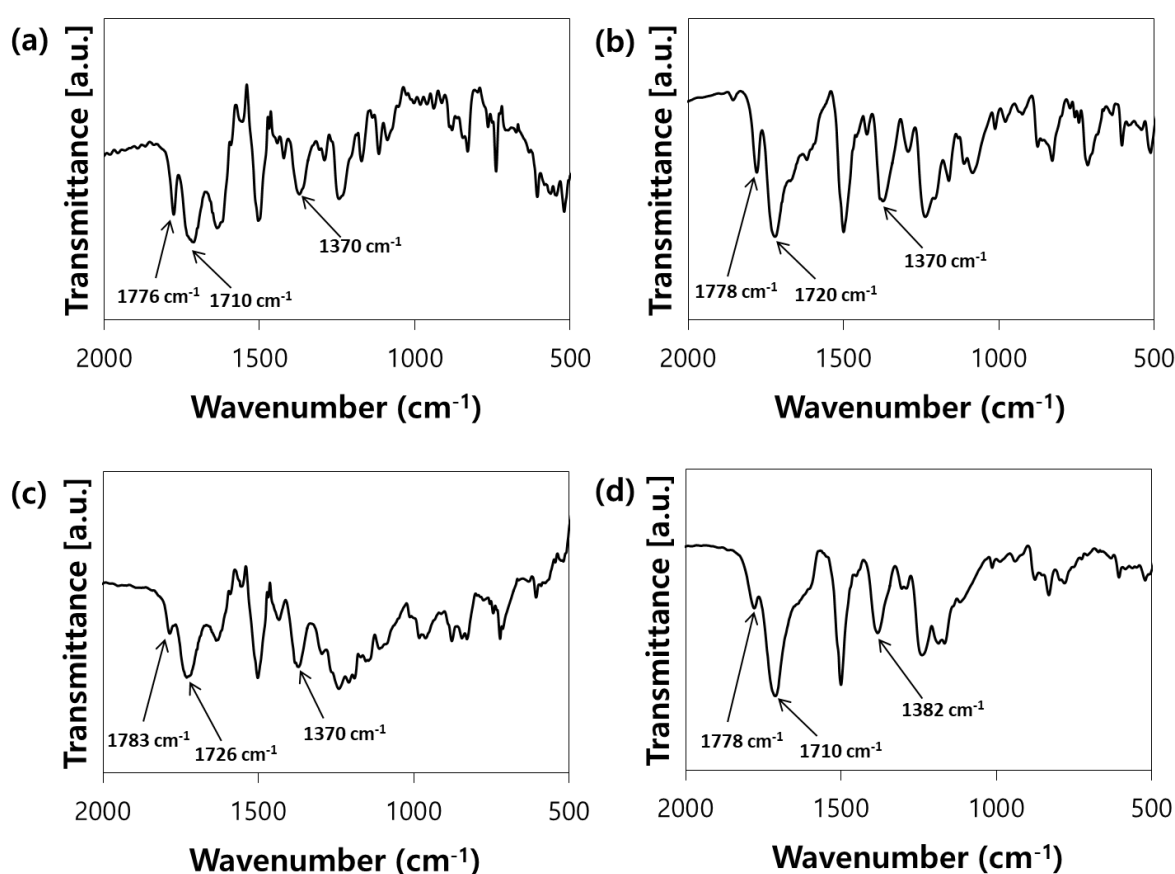 (a)
Transmittance [a.u.]
1776 cm⁻¹
1710 cm⁻¹
1370 cm⁻¹
2000 1500 1000 500
Wavenumber (cm⁻¹)
(b)
Transmittance [a.u.]
1778 cm⁻¹
1720 cm⁻¹
1370 cm⁻¹
2000 1500 1000 500
Wavenumber (cm⁻¹)
(c)
Transmittance [a.u.]
1783 cm⁻¹
1726 cm⁻¹
1370 cm⁻¹
2000 1500 1000 500
Wavenumber (cm⁻¹)
(d)
Transmittance [a.u.]
1778 cm⁻¹
1710 cm⁻¹
1382 cm⁻¹
2000 1500 1000 500
Wavenumber (cm⁻¹)